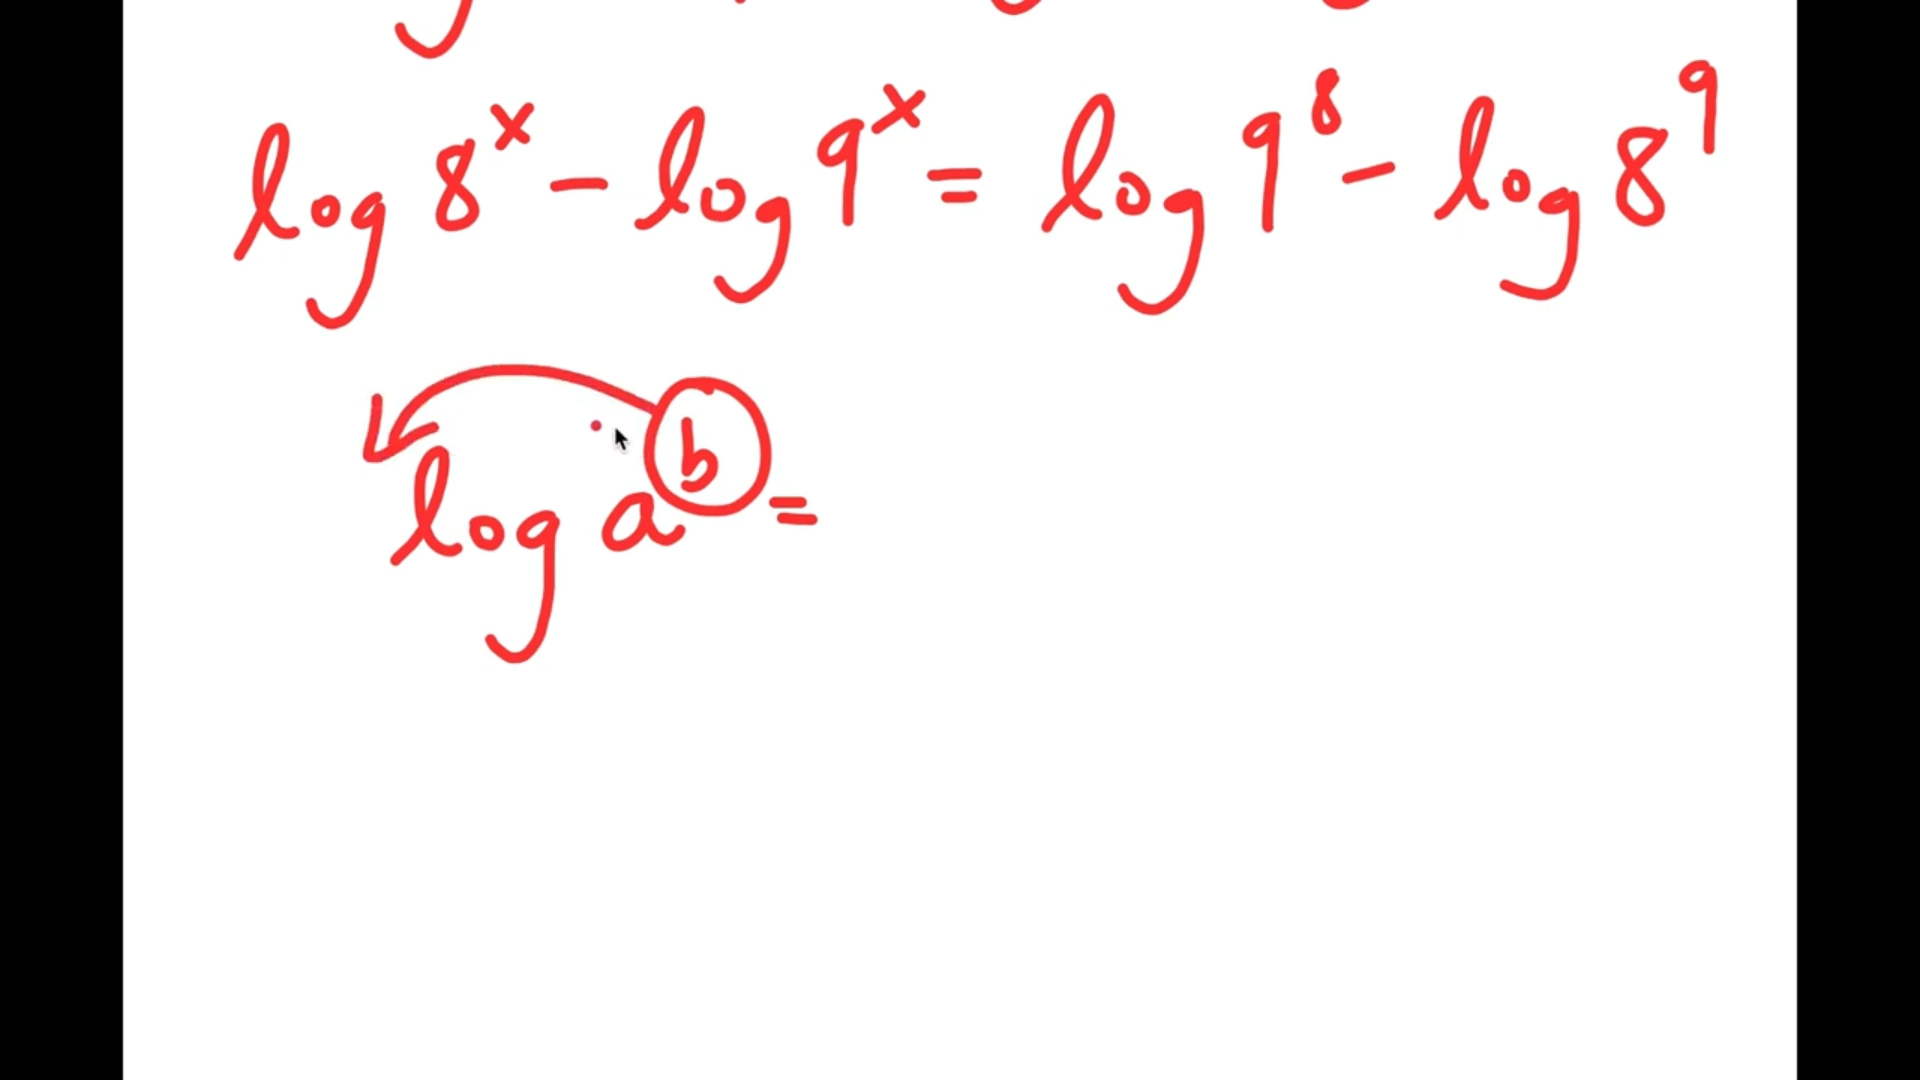 log 8^x - log 9^x = log 9^8 - log 8^9
log a^b =